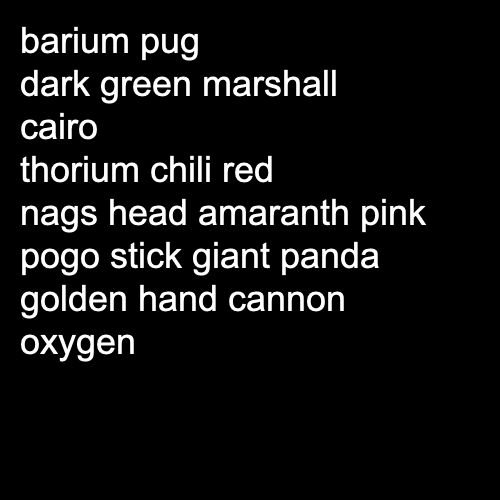 barium pug
dark green marshall
cairo
thorium chili red
nags head amaranth pink
pogo stick giant panda
golden hand cannon
oxygen